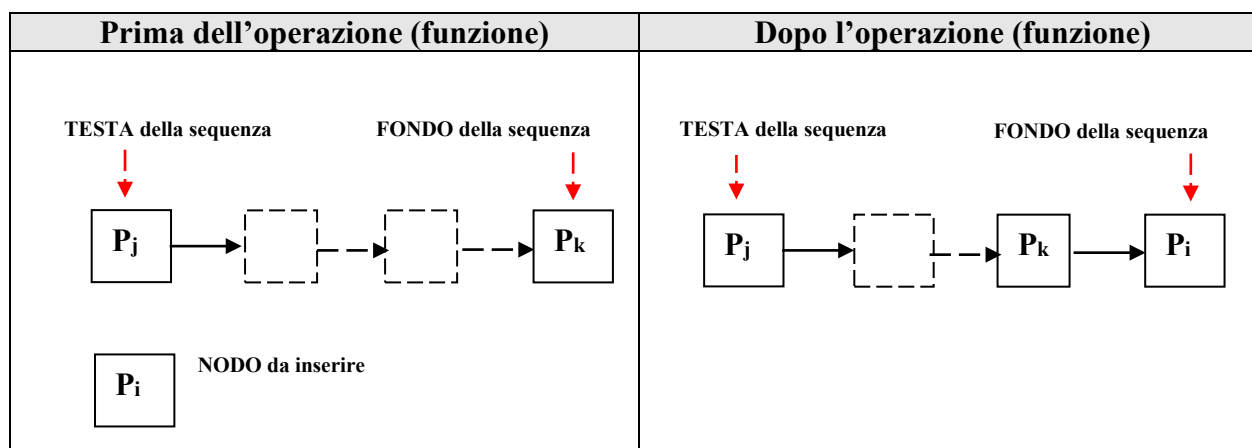 Prima dell’operazione (funzione)
Dopo l’operazione (funzione)
TESTA della sequenza
FONDO della sequenza
Pj
Pk
Pi
NODO da inserire
TESTA della sequenza
FONDO della sequenza
Pj
Pk
Pi